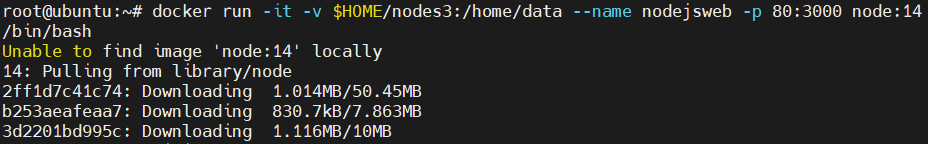 root@ubuntu:~# docker run -it -v $HOME/nodes3:/home/data --name nodejsweb -p 80:3000 node:14
/bin/bash
Unable to find image 'node:14' locally
14: Pulling from library/node
2ff1d7c41c74: Downloading  1.014MB/50.45MB
b253aeafeaa7: Downloading  830.7kB/7.863MB
3d2201bd995c: Downloading  1.116MB/10MB